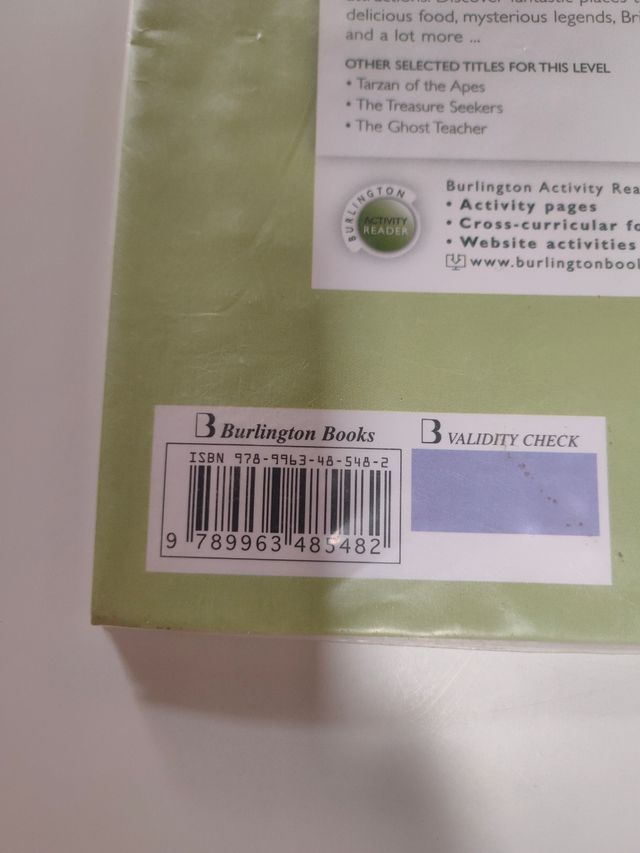 delicious food, mysterious legends,
and a lot more ...
OTHER SELECTED TITLES FOR THIS LEVEL
• Tarzan of the Apes
• The Treasure Seekers
• The Ghost Teacher
BURLINGTON
ACTIVITY
READER
Burlington Activity Rea
• Activity pages
• Cross-curricular fo
• Website activities
www.burlingtonbook
B Burlington Books
B VALIDITY CHECK
ISBN 978-9963-48-548-2
9 789963 485482